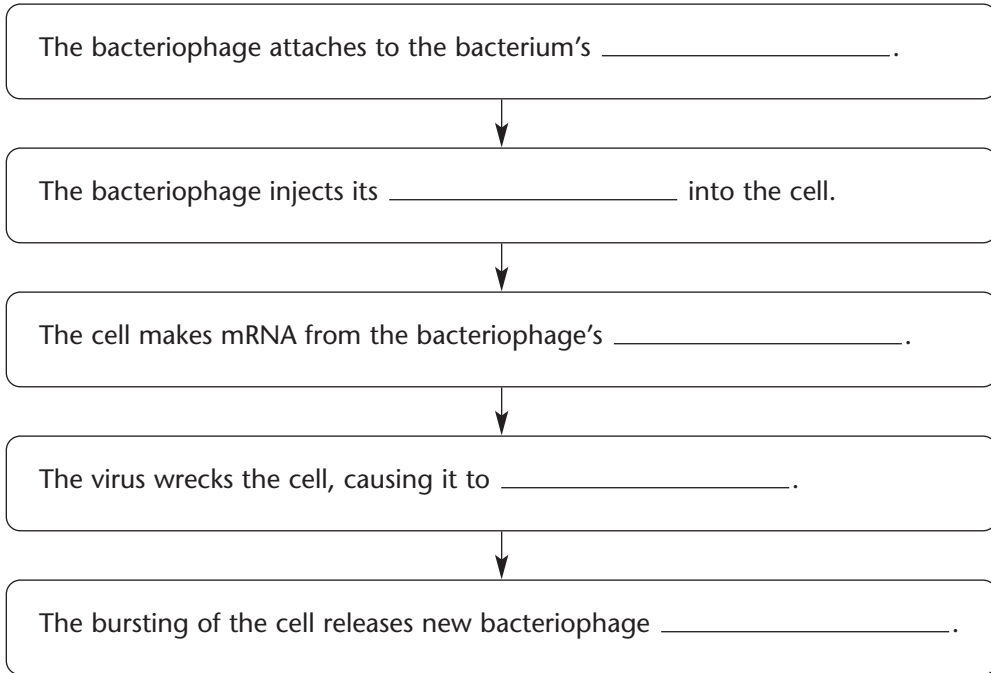 The bacteriophage attaches to the bacterium’s ____________________.
The bacteriophage injects its ____________________ into the cell.
The cell makes mRNA from the bacteriophage’s ____________________.
The virus wrecks the cell, causing it to ____________________.
The bursting of the cell releases new bacteriophage ____________________.